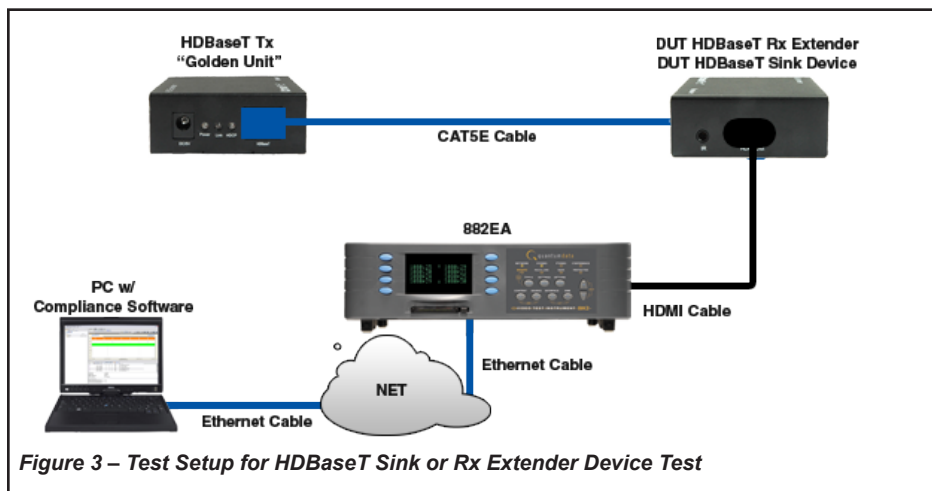 HDBaseT Tx
“Golden Unit”
DUT HDBaseT Rx Extender
DUT HDBaseT Sink Device
CAT5E Cable
882EA
quantumdata
HDMI Cable
PC w/
Compliance Software
Ethernet Cable
NET
Ethernet Cable
Figure 3 – Test Setup for HDBaseT Sink or Rx Extender Device Test